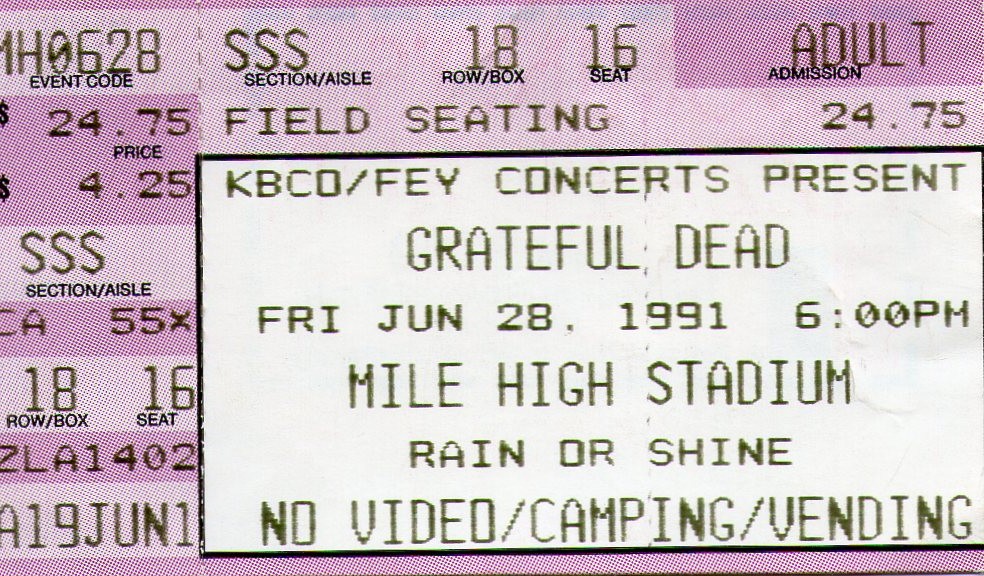 MH0628
EVENT CODE
$ 24.75
PRICE
$ 4.25
SSS
SECTION/AISLE
CA 55X
18 16
ROW/BOX SEAT
ZLA1402
A19JUN1
SSS 18 16 ADULT
SECTION/AISLE ROW/BOX SEAT ADMISSION
FIELD SEATING 24.75
KBCO/FEY CONCERTS PRESENT
GRATEFUL DEAD
FRI JUN 28, 1991 6:00PM
MILE HIGH STADIUM
RAIN OR SHINE
NO VIDEO/CAMPING/VENDING